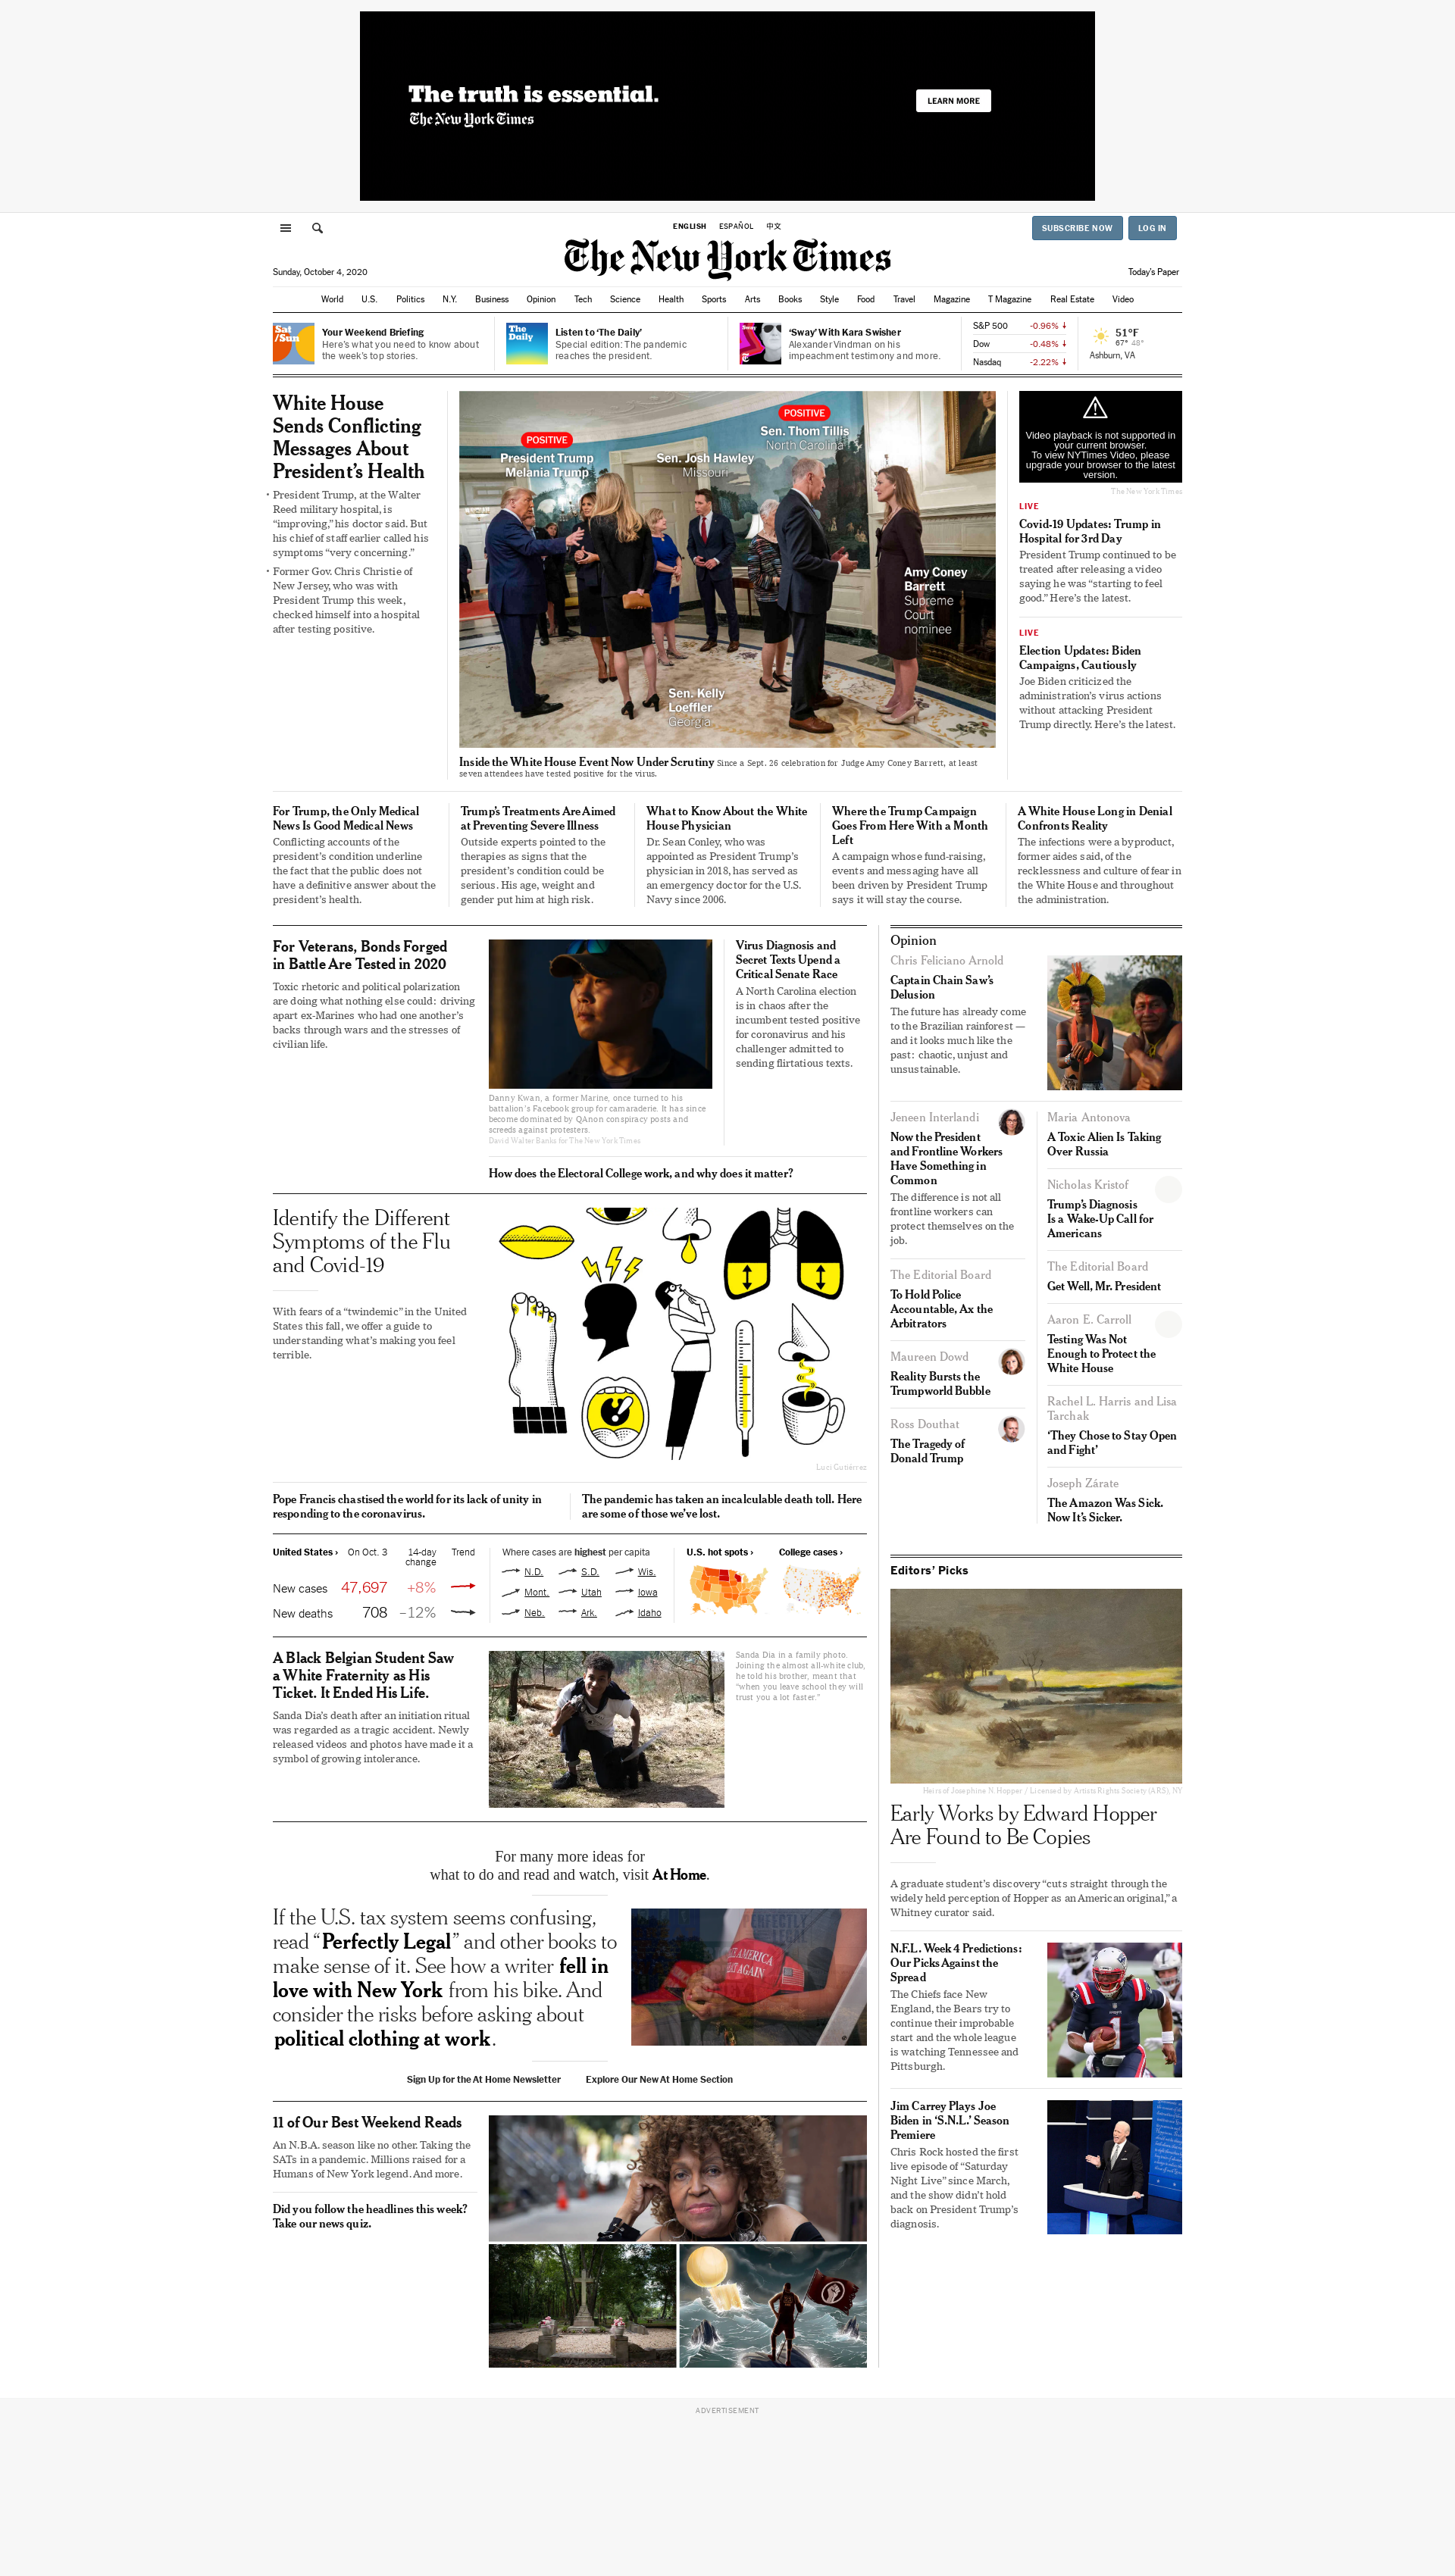 The truth is essential.
The New York Times
LEARN MORE
ENGLISH ESPAÑOL 中文
SUBSCRIBE NOW LOG IN
The New York Times
Sunday, October 4, 2020
Today's Paper
World U.S. Politics N.Y. Business Opinion Tech Science Health Sports Arts Books Style Food Travel Magazine T Magazine Real Estate Video
Sat/
/Sun
Your Weekend Briefing
Here's what you need to know about
the week's top stories.
The
Daily
Listen to 'The Daily'
Special edition: The pandemic
reaches the president.
Sway
'Sway' With Kara Swisher
Alexander Vindman on his
impeachment testimony and more.
S&P 500 -0.96% ↓
Dow -0.48% ↓
Nasdaq -2.22% ↓
51°F
67° 48°
Ashburn, VA
White House
Sends Conflicting
Messages About
President's Health
• President Trump, at the Walter
Reed military hospital, is
"improving," his doctor said. But
his chief of staff earlier called his
symptoms "very concerning."
• Former Gov. Chris Christie of
New Jersey, who was with
President Trump this week,
checked himself into a hospital
after testing positive.
POSITIVE
President Trump
Melania Trump
Sen. Josh Hawley
Missouri
POSITIVE
Sen. Thom Tillis
North Carolina
Amy Coney
Barrett
Supreme
Court
nominee
Sen. Kelly
Loeffler
Georgia
Inside the White House Event Now Under Scrutiny Since a Sept. 26 celebration for Judge Amy Coney Barrett, at least
seven attendees have tested positive for the virus.
Video playback is not supported in
your current browser.
To view NYTimes Video, please
upgrade your browser to the latest
version.
The New York Times
LIVE
Covid-19 Updates: Trump in
Hospital for 3rd Day
President Trump continued to be
treated after releasing a video
saying he was "starting to feel
good." Here's the latest.
LIVE
Election Updates: Biden
Campaigns, Cautiously
Joe Biden criticized the
administration's virus actions
without attacking President
Trump directly. Here's the latest.
For Trump, the Only Medical
News Is Good Medical News
Conflicting accounts of the
president's condition underline
the fact that the public does not
have a definitive answer about the
president's health.
Trump's Treatments Are Aimed
at Preventing Severe Illness
Outside experts pointed to the
therapies as signs that the
president's condition could be
serious. His age, weight and
gender put him at high risk.
What to Know About the White
House Physician
Dr. Sean Conley, who was
appointed as President Trump's
physician in 2018, has served as
an emergency doctor for the U.S.
Navy since 2006.
Where the Trump Campaign
Goes From Here With a Month
Left
A campaign whose fund-raising,
events and messaging have all
been driven by President Trump
says it will stay the course.
A White House Long in Denial
Confronts Reality
The infections were a byproduct,
former aides said, of the
recklessness and culture of fear in
the White House and throughout
the administration.
For Veterans, Bonds Forged
in Battle Are Tested in 2020
Toxic rhetoric and political polarization
are doing what nothing else could: driving
apart ex-Marines who had one another's
backs through wars and the stresses of
civilian life.
Danny Kwan, a former Marine, once turned to his
battalion's Facebook group for camaraderie. It has since
become dominated by QAnon conspiracy posts and
screeds against protesters.
David Walter Banks for The New York Times
Virus Diagnosis and
Secret Texts Upend a
Critical Senate Race
A North Carolina election
is in chaos after the
incumbent tested positive
for coronavirus and his
challenger admitted to
sending flirtatious texts.
How does the Electoral College work, and why does it matter?
Identify the Different
Symptoms of the Flu
and Covid-19
With fears of a "twindemic" in the United
States this fall, we offer a guide to
understanding what's making you feel
terrible.
Luci Gutiérrez
Pope Francis chastised the world for its lack of unity in
responding to the coronavirus.
The pandemic has taken an incalculable death toll. Here
are some of those we've lost.
United States › On Oct. 3 14-day
change Trend
New cases 47,697 +8%
New deaths 708 –12%
Where cases are highest per capita
N.D. S.D. Wis.
Mont. Utah Iowa
Neb. Ark. Idaho
U.S. hot spots › College cases ›
A Black Belgian Student Saw
a White Fraternity as His
Ticket. It Ended His Life.
Sanda Dia's death after an initiation ritual
was regarded as a tragic accident. Newly
released videos and photos have made it a
symbol of growing intolerance.
Sanda Dia in a family photo.
Joining the almost all-white club,
he told his brother, meant that
"when you leave school they will
trust you a lot faster."
For many more ideas for
what to do and read and watch, visit At Home.
If the U.S. tax system seems confusing,
read "Perfectly Legal" and other books to
make sense of it. See how a writer fell in
love with New York from his bike. And
consider the risks before asking about
political clothing at work.
PERFECTLY
Sign Up for the At Home Newsletter Explore Our New At Home Section
11 of Our Best Weekend Reads
An N.B.A. season like no other. Taking the
SATs in a pandemic. Millions raised for a
Humans of New York legend. And more.
Did you follow the headlines this week?
Take our news quiz.
Opinion
Chris Feliciano Arnold
Captain Chain Saw's
Delusion
The future has already come
to the Brazilian rainforest —
and it looks much like the
past: chaotic, unjust and
unsustainable.
Jeneen Interlandi
Now the President
and Frontline Workers
Have Something in
Common
The difference is not all
frontline workers can
protect themselves on the
job.
The Editorial Board
To Hold Police
Accountable, Ax the
Arbitrators
Maureen Dowd
Reality Bursts the
Trumpworld Bubble
Ross Douthat
The Tragedy of
Donald Trump
Maria Antonova
A Toxic Alien Is Taking
Over Russia
Nicholas Kristof
Trump's Diagnosis
Is a Wake-Up Call for
Americans
The Editorial Board
Get Well, Mr. President
Aaron E. Carroll
Testing Was Not
Enough to Protect the
White House
Rachel L. Harris and Lisa
Tarchak
'They Chose to Stay Open
and Fight'
Joseph Zárate
The Amazon Was Sick.
Now It's Sicker.
Editors' Picks
Heirs of Josephine N. Hopper / Licensed by Artists Rights Society (ARS), NY
Early Works by Edward Hopper
Are Found to Be Copies
A graduate student's discovery "cuts straight through the
widely held perception of Hopper as an American original," a
Whitney curator said.
N.F.L. Week 4 Predictions:
Our Picks Against the
Spread
The Chiefs face New
England, the Bears try to
continue their improbable
start and the whole league
is watching Tennessee and
Pittsburgh.
Jim Carrey Plays Joe
Biden in 'S.N.L.' Season
Premiere
Chris Rock hosted the first
live episode of "Saturday
Night Live" since March,
and the show didn't hold
back on President Trump's
diagnosis.
ADVERTISEMENT